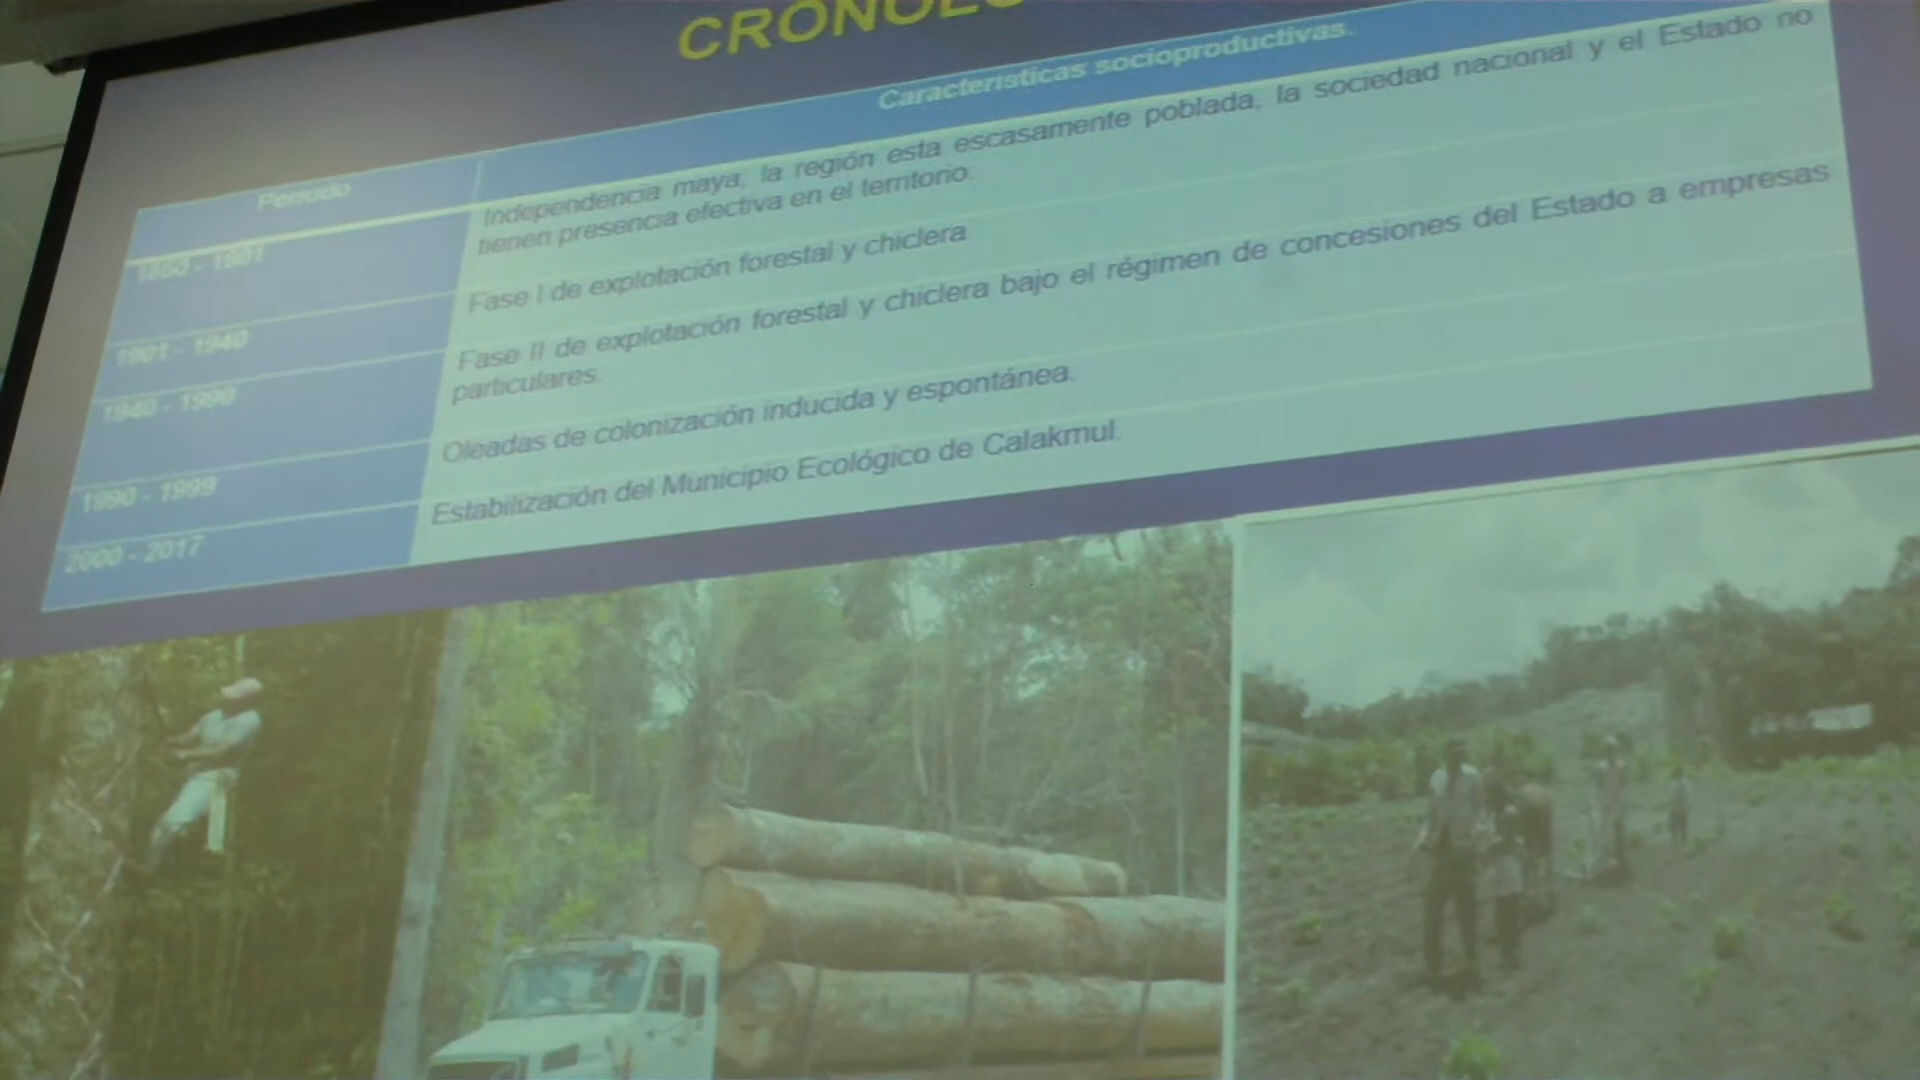 Características socioproductivas.
Periodo
Independencia maya, la región esta escasamente poblada, la sociedad nacional y el Estado no
tienen presencia efectiva en el territorio.
1901 - 1940
Fase I de explotación forestal y chiclera
1940 - 1990
Fase II de explotación forestal y chiclera bajo el régimen de concesiones del Estado a empresas
particulares.
1990 - 1999
Oleadas de colonización inducida y espontánea.
2000 - 2017
Estabilización del Municipio Ecológico de Calakmul.